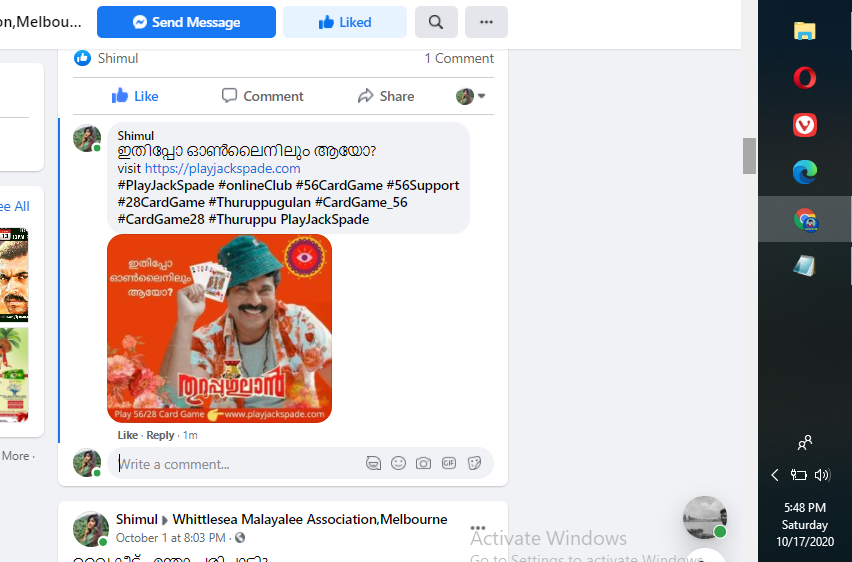 on,Melbou...
Send Message
Liked
Shimul
1 Comment
Like
Comment
Share
Shimul
ഇതിപ്പോ ഓൺലൈനിലും ആയോ?
visit https://playjackspade.com
#PlayJackSpade #onlineClub #56CardGame #56Support
#28CardGame #Thuruppugulan #CardGame_56
#CardGame28 #Thuruppu PlayJackSpade
ee All
13
ഇതിപ്പോ
ഓൺലൈനിലും
ആയോ?
തുറുപ്പുഗുലാൻ
Play 56/28 Card Game 👉www.playjackspade.com
Like · Reply · 1m
More ·
Write a comment...
GIF
Shimul ▸ Whittlesea Malayalee Association,Melbourne
October 1 at 8:03 PM ·
Activate Windows
Go to Settings to activate Windows.
5:48 PM
Saturday
10/17/2020